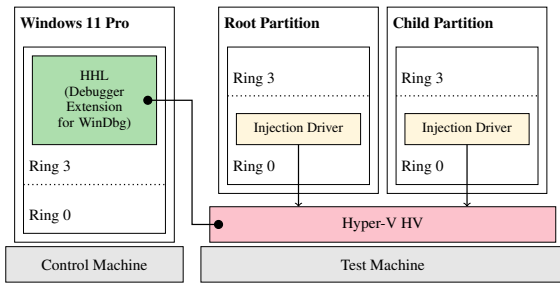 Windows 11 Pro
HHL
(Debugger
Extension
for WinDbg)
Ring 3
Ring 0
Control Machine
Root Partition
Ring 3
Injection Driver
Ring 0
Child Partition
Ring 3
Injection Driver
Ring 0
Hyper-V HV
Test Machine